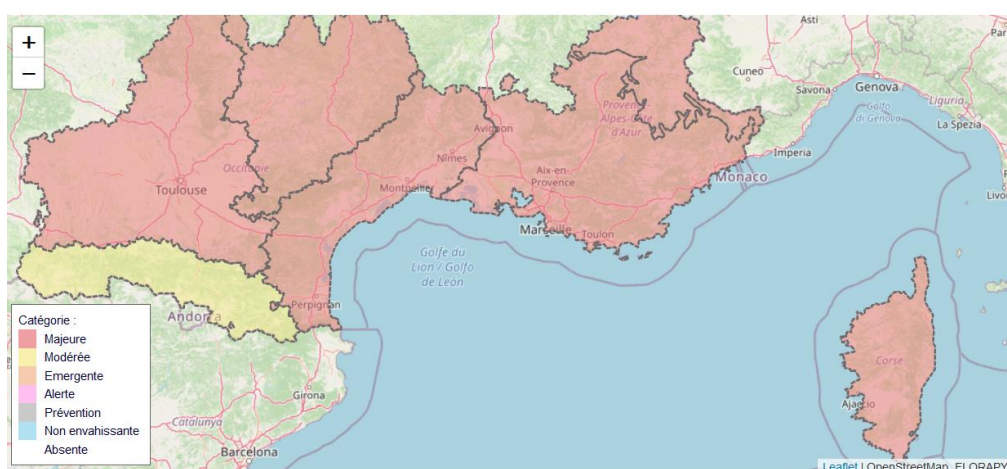 +
−
Asti
Cuneo
Savona
Genova
Golfo
di Genova
Liguria
La Spezia
Imperia
Monaco
Provence-
Alpes-Côte
d'Azur
Avignon
Nîmes
Aix-en-
Provence
Montpellier
Marseille
Toulon
Occitanie
Toulouse
Golfe du
Lion / Golfo
de León
Perpignan
Andorra
Girona
Catalunya
Barcelona
Corse
Ajaccio
Catégorie :
Majeure
Modérée
Emergente
Alerte
Prévention
Non envahissante
Absente
Leaflet | OpenStreetMap, FLORAPY